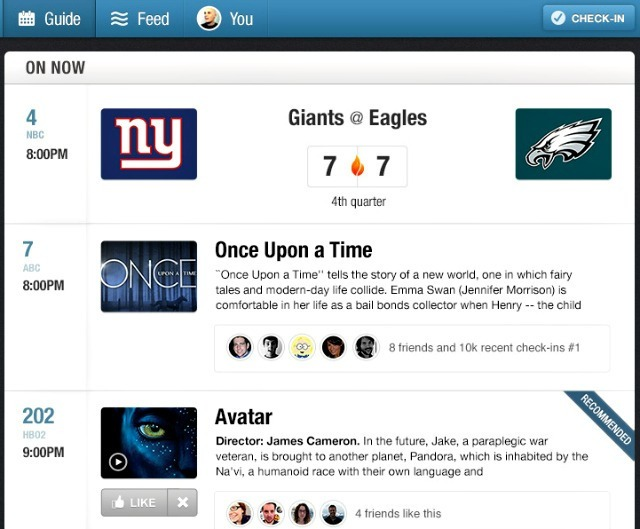 Guide Feed You CHECK-IN
ON NOW
4
NBC
8:00PM
ny
Giants @ Eagles
7 7
4th quarter
7
ABC
8:00PM
ONCE UPON A TIME
Once Upon a Time
``Once Upon a Time'' tells the story of a new world, one in which fairy
tales and modern-day life collide. Emma Swan (Jennifer Morrison) is
comfortable in her life as a bail bonds collector when Henry -- the child
8 friends and 10k recent check-ins #1
202
HBO2
9:00PM
RECOMMENDED
Avatar
Director: James Cameron. In the future, Jake, a paraplegic war
veteran, is brought to another planet, Pandora, which is inhabited by the
Na'vi, a humanoid race with their own language and
LIKE
4 friends like this